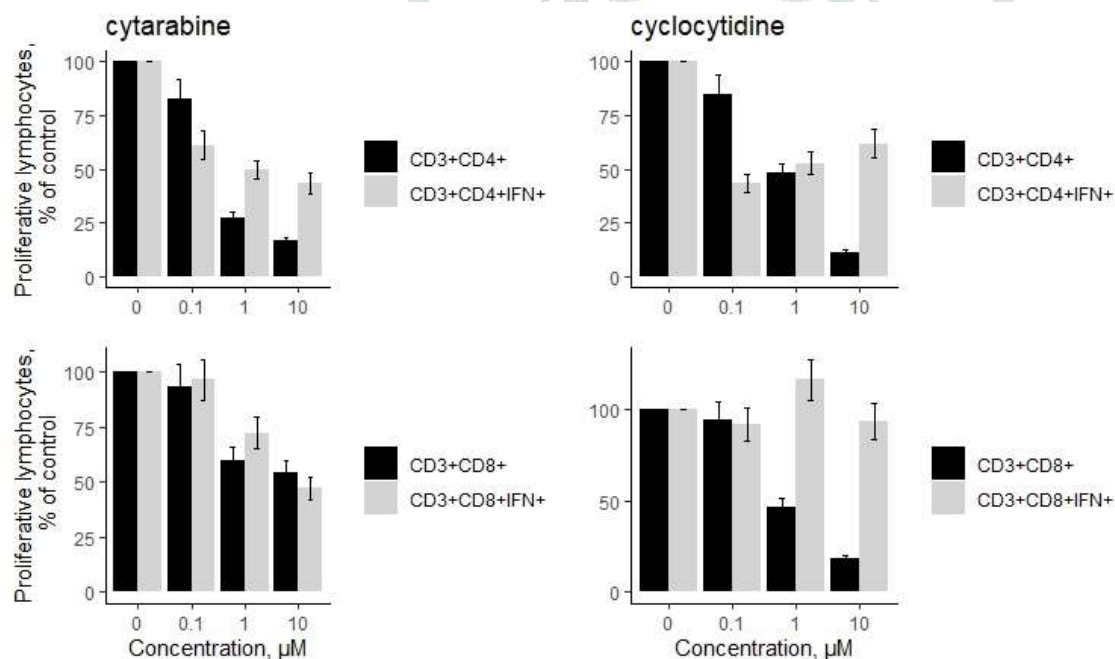 cytarabine
Proliferative lymphocytes,
% of control
100
75
50
25
0
0 0.1 1 10
CD3+CD4+
CD3+CD4+IFN+
cyclocytidine
100
75
50
25
0
0 0.1 1 10
CD3+CD4+
CD3+CD4+IFN+
Proliferative lymphocytes,
% of control
100
75
50
25
0
0 0.1 1 10
Concentration, µM
CD3+CD8+
CD3+CD8+IFN+
100
50
0
0 0.1 1 10
Concentration, µM
CD3+CD8+
CD3+CD8+IFN+